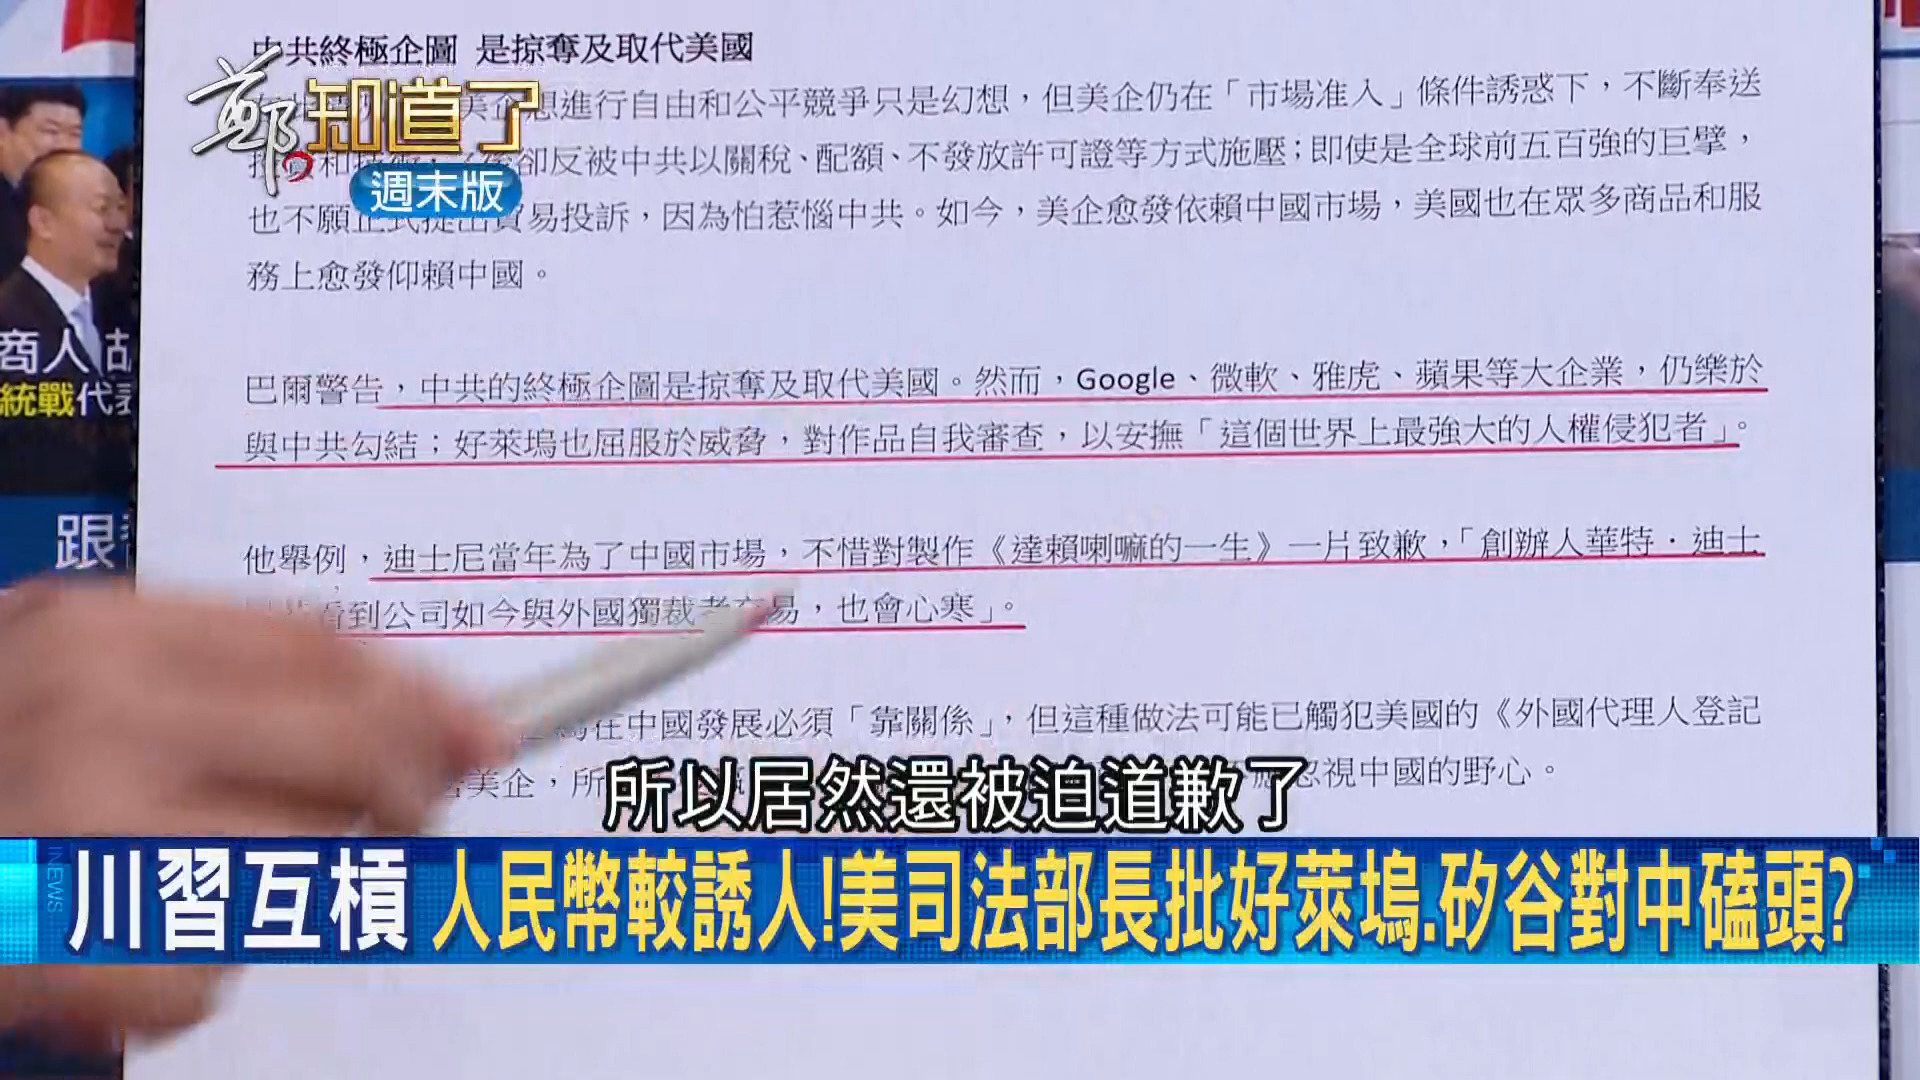 中共終極企圖 是掠奪及取代美國
鄭知道了
週末版
想進行自由和公平競爭只是幻想，但美企仍在「市場准入」條件誘惑下，不斷奉送
卻反被中共以關稅、配額、不發放許可證等方式施壓；即使是全球前五百強的巨擘，
也不願正式提出貿易投訴，因為怕惹惱中共。如今，美企愈發依賴中國市場，美國也在眾多商品和服
務上愈發仰賴中國。
商人
統戰代表
巴爾警告，中共的終極企圖是掠奪及取代美國。然而，Google、微軟、雅虎、蘋果等大企業，仍樂於
與中共勾結；好萊塢也屈服於威脅，對作品自我審查，以安撫「這個世界上最強大的人權侵犯者」。
跟
他舉例，迪士尼當年為了中國市場，不惜對製作《達賴喇嘛的一生》一片致歉，「創辦人華特．迪士
看到公司如今與外國獨裁者交易，也會心寒」。
在中國發展必須「靠關係」，但這種做法可能已觸犯美國的《外國代理人登記
美企，所
忽視中國的野心。
所以居然還被迫道歉了
INEWS
川習互槓 人民幣較誘人!美司法部長批好萊塢.矽谷對中磕頭?